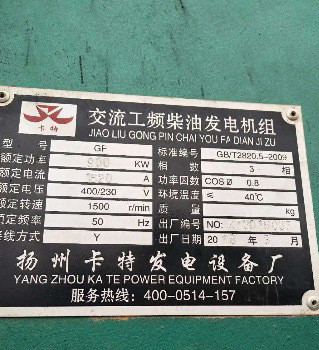 卡特
交流工频柴油发电机组
JIAO LIU GONG PIN CHAI YOU FA DIAN JI ZU
型号 GF 标准编号 GB/T2820.5-2009
额定功率 900 KW 相数 3 相
额定电流 1620 A 功率因数 COSØ 0.8
额定电压 400/230 V 环境温度 ≤ 40℃
额定转速 1500 r/min 质量 kg
额定频率 50 Hz 出厂编号 NO:
接线方式 Y 出厂日期 20 年 月
扬州卡特发电设备厂
YANG ZHOU KA TE POWER EQUIPMENT FACTORY
服务热线：400-0514-157